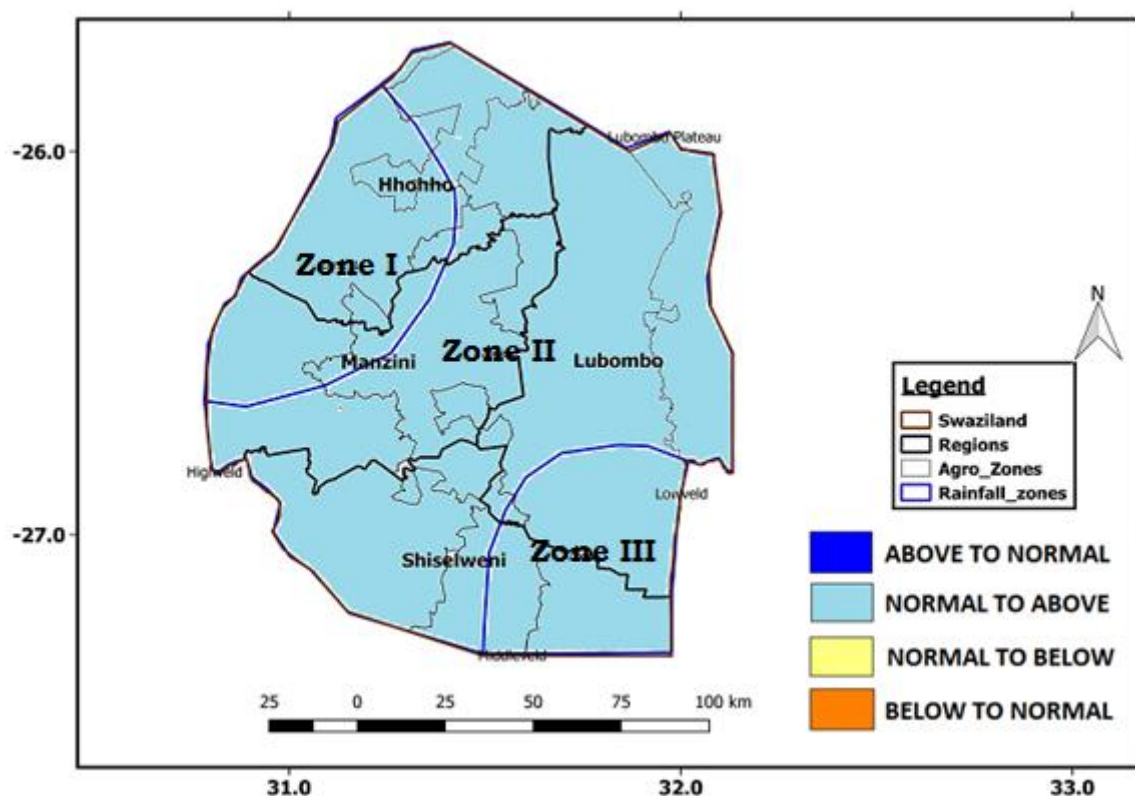 -26.0
-27.0
Lubombo Plateau
Hhohho
Zone I
Manzini
Zone II
Lubombo
Highveld
Lowveld
Shiselweni
Zone III
Middleveld
N
Legend
Swaziland
Regions
Agro_Zones
Rainfall_zones
ABOVE TO NORMAL
NORMAL TO ABOVE
NORMAL TO BELOW
BELOW TO NORMAL
25 0 25 50 75 100 km
31.0 32.0 33.0